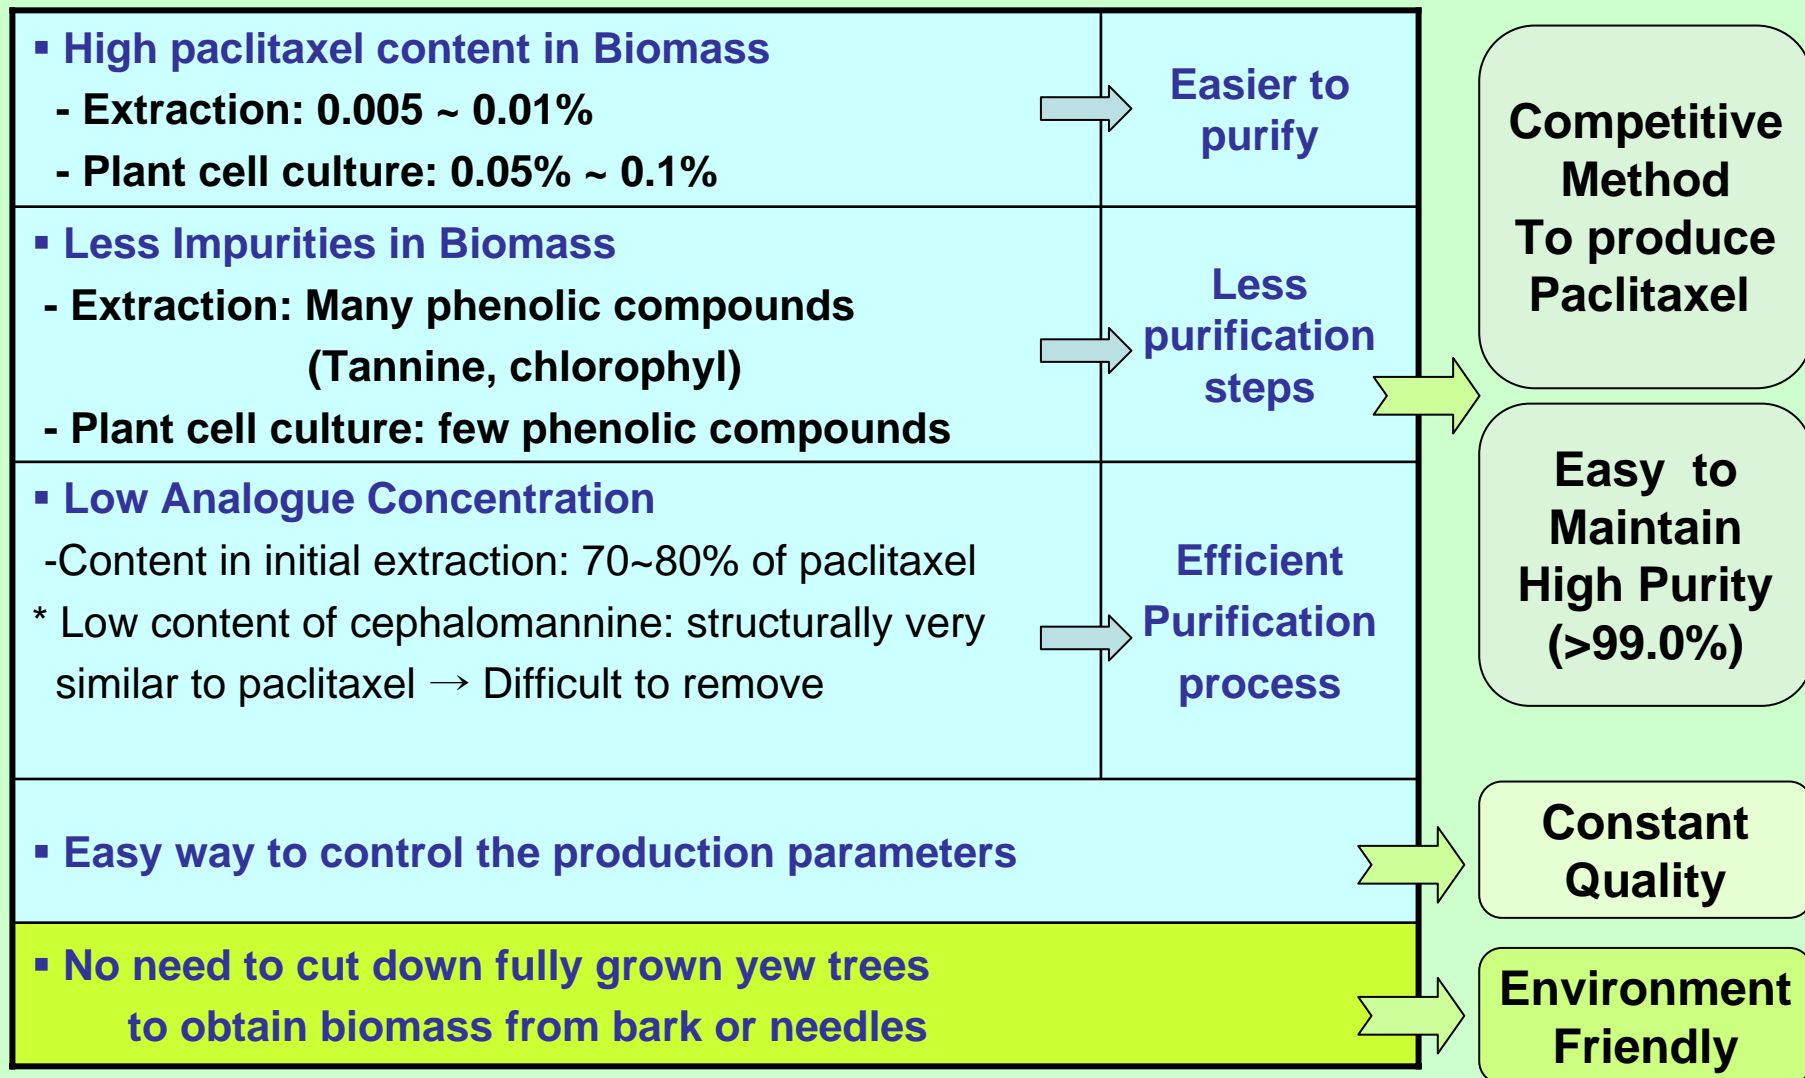 ▪ High paclitaxel content in Biomass
- Extraction: 0.005 ~ 0.01%
- Plant cell culture: 0.05% ~ 0.1%
Easier to
purify
▪ Less Impurities in Biomass
- Extraction: Many phenolic compounds
(Tannine, chlorophyl)
- Plant cell culture: few phenolic compounds
Less
purification
steps
▪ Low Analogue Concentration
-Content in initial extraction: 70~80% of paclitaxel
* Low content of cephalomannine: structurally very
similar to paclitaxel → Difficult to remove
Efficient
Purification
process
▪ Easy way to control the production parameters
▪ No need to cut down fully grown yew trees
to obtain biomass from bark or needles
Competitive
Method
To produce
Paclitaxel
Easy to
Maintain
High Purity
(>99.0%)
Constant
Quality
Environment
Friendly